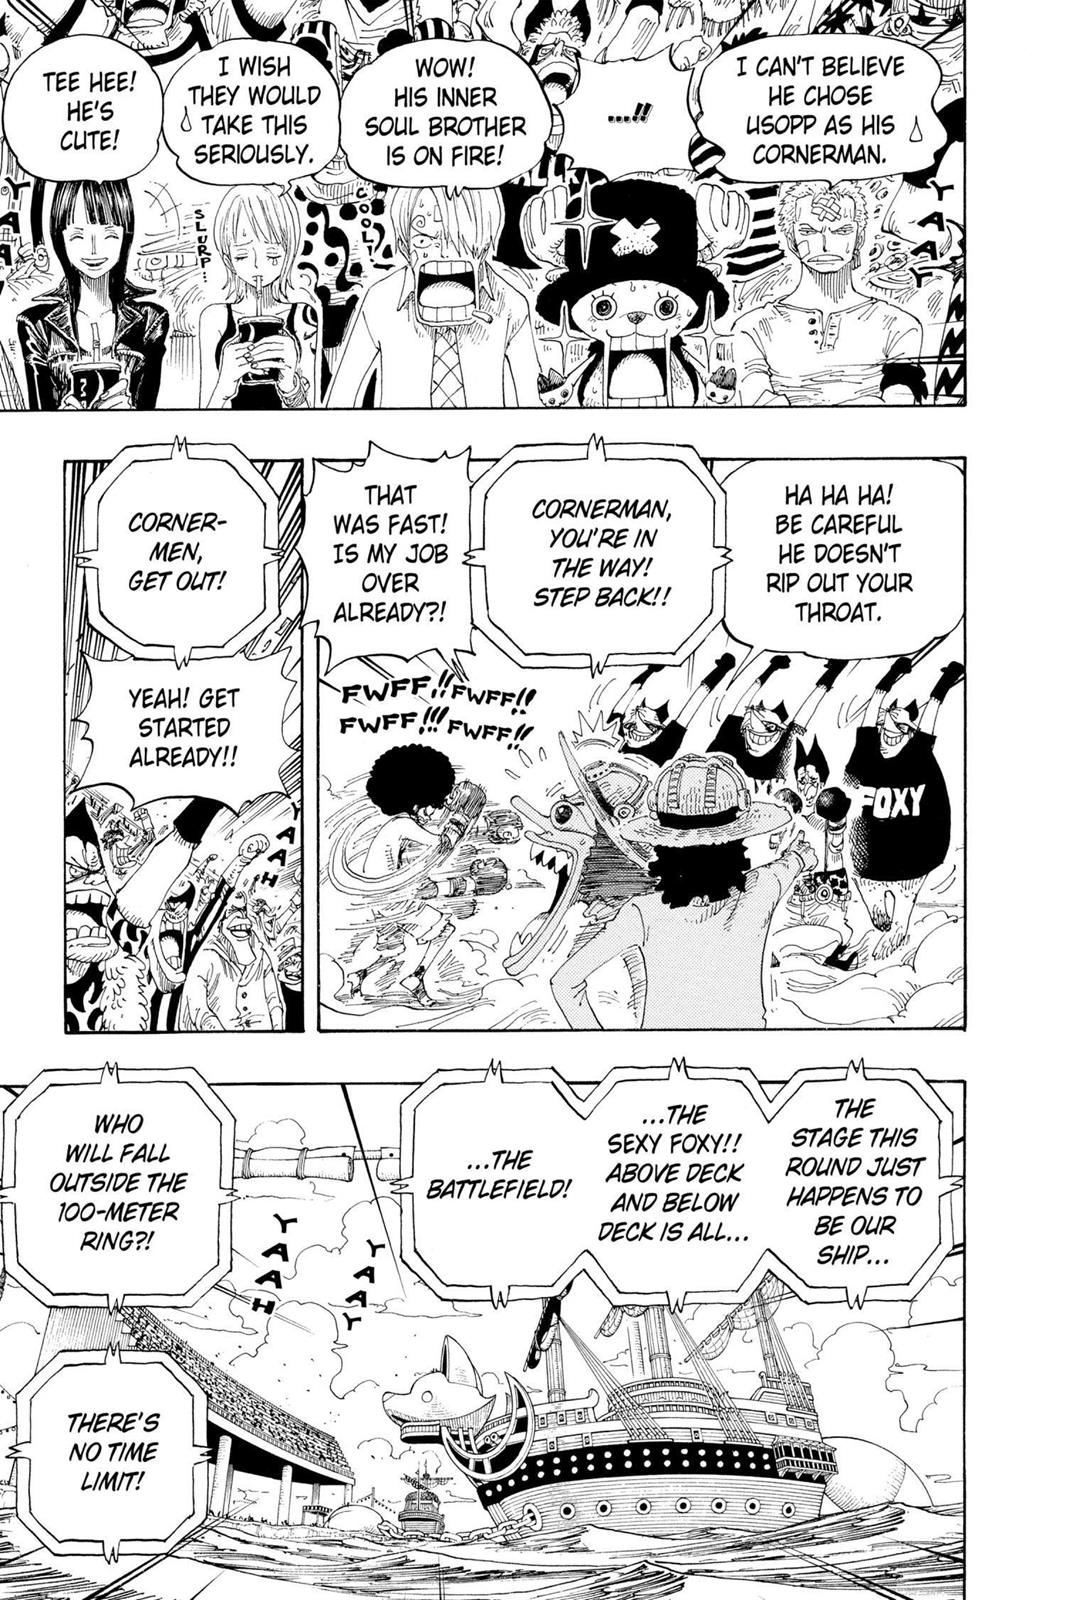 I CAN'T BELIEVE
HE CHOSE
USOPP AS HIS
CORNERMAN.
...!!
WOW!
HIS INNER
SOUL BROTHER
IS ON FIRE!
I WISH
THEY WOULD
TAKE THIS
SERIOUSLY.
TEE HEE!
HE'S
CUTE!
COOL!
SLURP!
HA HA HA!
BE CAREFUL
HE DOESN'T
RIP OUT YOUR
THROAT.
CORNERMAN,
YOU'RE IN
THE WAY!
STEP BACK!!
THAT
WAS FAST!
IS MY JOB
OVER
ALREADY?!
FWFF!! FWFF!!
FWFF!!! FWFF!!
FOXY
CORNER-
MEN,
GET OUT!
YEAH! GET
STARTED
ALREADY!!
YAAAH
THE
STAGE THIS
ROUND JUST
HAPPENS TO
BE OUR
SHIP...
...THE
SEXY FOXY!!
ABOVE DECK
AND BELOW
DECK IS ALL...
...THE
BATTLEFIELD!
WHO
WILL FALL
OUTSIDE THE
100-METER
RING?!
YAAAY
YAAAH
THERE'S
NO TIME
LIMIT!